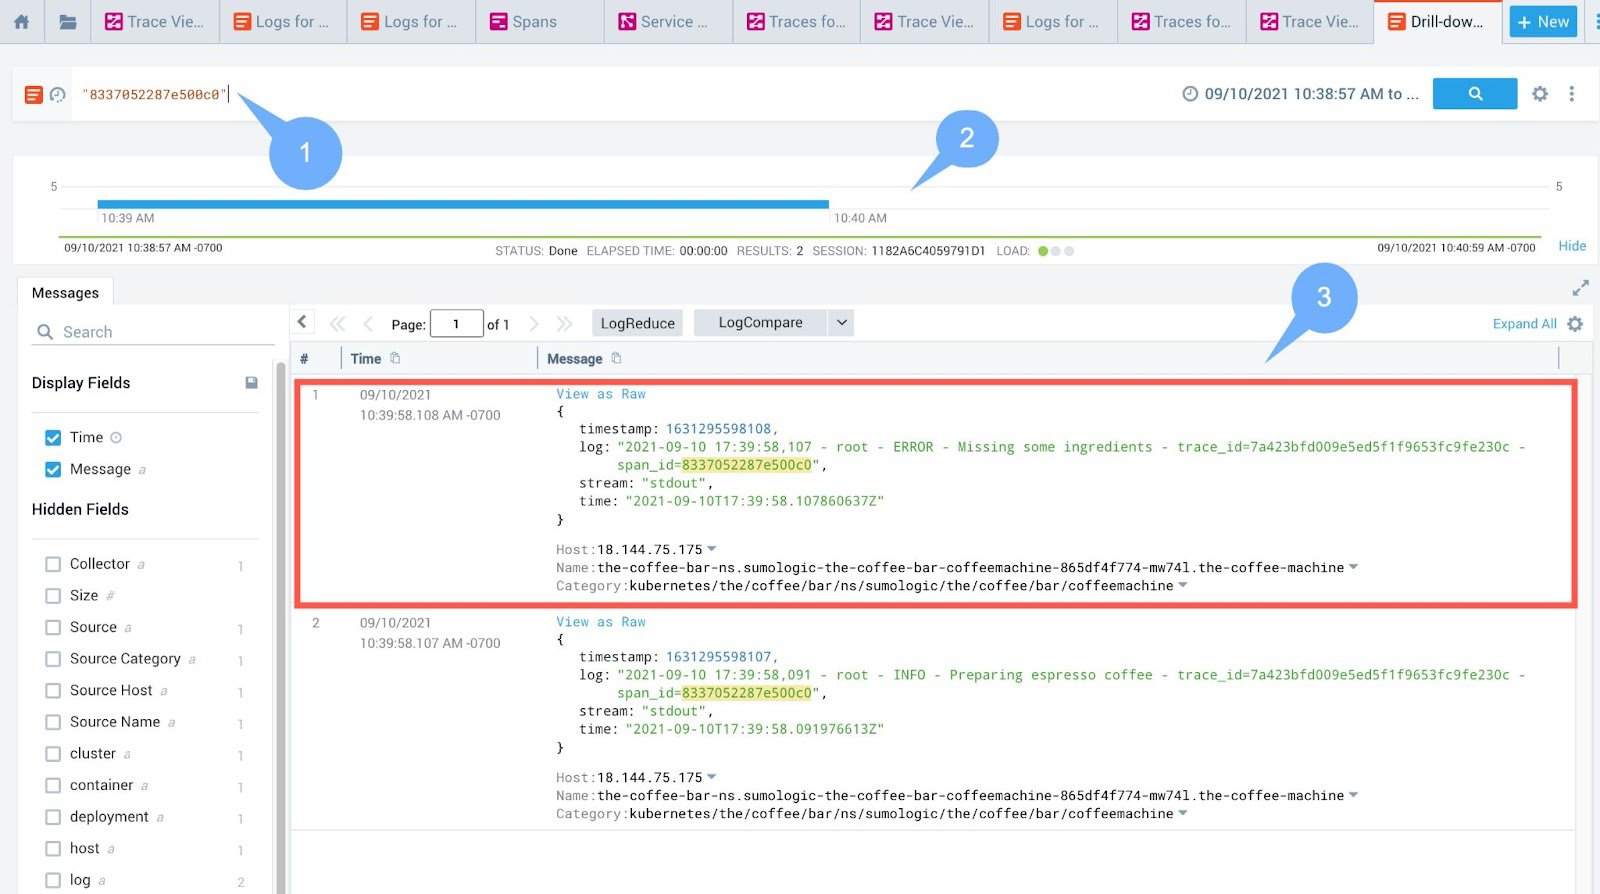 Trace Vie...
Logs for ...
Logs for ...
Spans
Service ...
Traces fo...
Trace Vie...
Logs for ...
Traces fo...
Trace Vie...
Drill-dow...
+ New
"8337052287e500c0"
09/10/2021 10:38:57 AM to ...
1
2
5
5
10:39 AM
10:40 AM
09/10/2021 10:38:57 AM -0700
STATUS: Done ELAPSED TIME: 00:00:00 RESULTS: 2 SESSION: 1182A6C4059791D1 LOAD:
09/10/2021 10:40:59 AM -0700
Hide
3
Messages
Search
Page: 1 of 1
LogReduce
LogCompare
Expand All
# Time Message
Display Fields
Time
Message a
Hidden Fields
Collector a 1
Size #
Source a 1
Source Category a 1
Source Host a 1
Source Name a 1
cluster a 1
container a 1
deployment a 1
host a 1
log a 2
1
09/10/2021
10:39:58.108 AM -0700
View as Raw
{
timestamp: 1631295598108,
log: "2021-09-10 17:39:58,107 - root - ERROR - Missing some ingredients - trace_id=7a423bfd009e5ed5f1f9653fc9fe230c -
span_id=8337052287e500c0",
stream: "stdout",
time: "2021-09-10T17:39:58.107860637Z"
}
Host:18.144.75.175
Name:the-coffee-bar-ns.sumologic-the-coffee-bar-coffeemachine-865df4f774-mw74l.the-coffee-machine
Category:kubernetes/the/coffee/bar/ns/sumologic/the/coffee/bar/coffeemachine
2
09/10/2021
10:39:58.107 AM -0700
View as Raw
{
timestamp: 1631295598107,
log: "2021-09-10 17:39:58,091 - root - INFO - Preparing espresso coffee - trace_id=7a423bfd009e5ed5f1f9653fc9fe230c -
span_id=8337052287e500c0",
stream: "stdout",
time: "2021-09-10T17:39:58.091976613Z"
}
Host:18.144.75.175
Name:the-coffee-bar-ns.sumologic-the-coffee-bar-coffeemachine-865df4f774-mw74l.the-coffee-machine
Category:kubernetes/the/coffee/bar/ns/sumologic/the/coffee/bar/coffeemachine